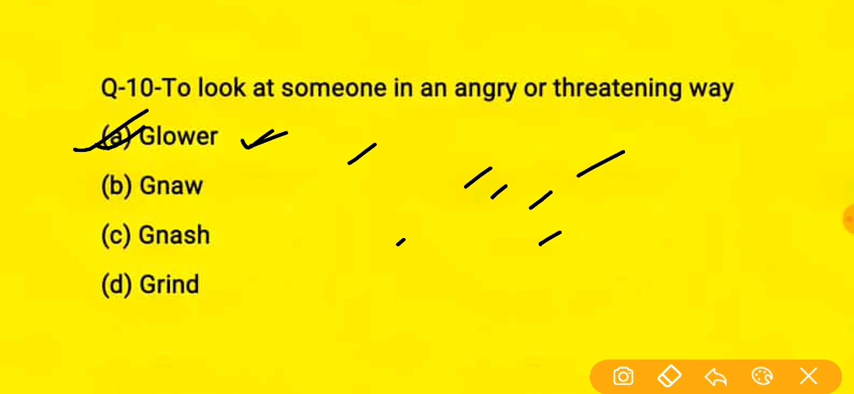 Q-10-To look at someone in an angry or threatening way
(a) Glower
(b) Gnaw
(c) Gnash
(d) Grind